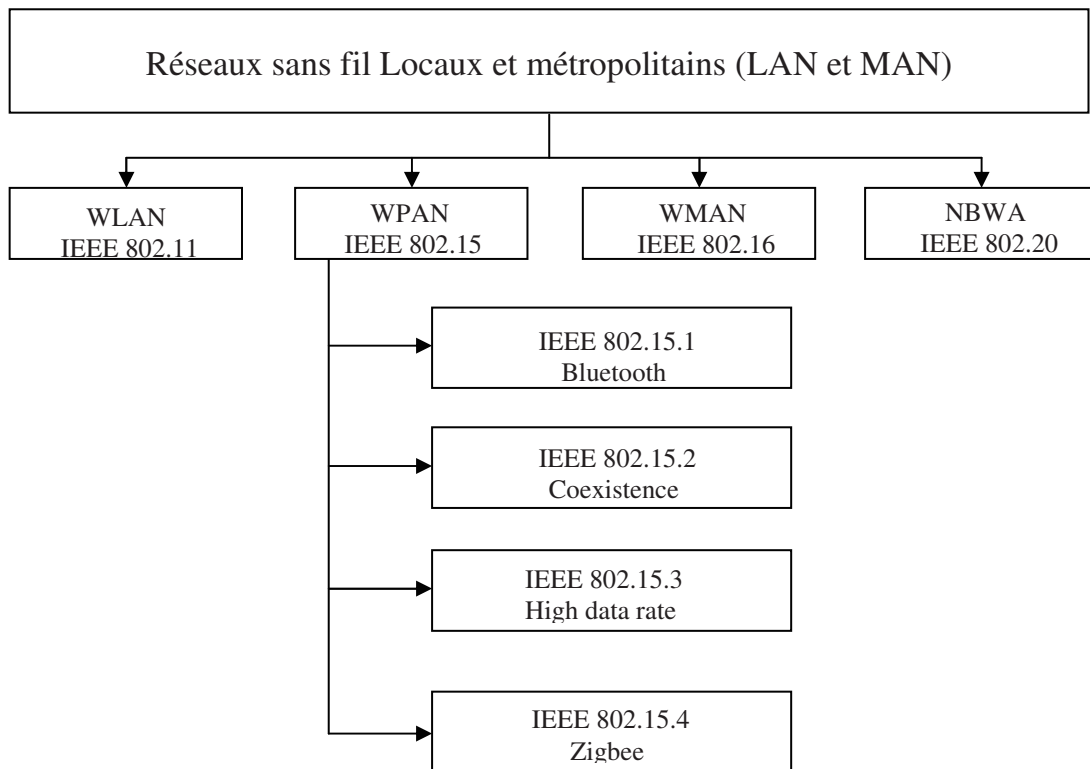 Réseaux sans fil Locaux et métropolitains (LAN et MAN)
WLAN
IEEE 802.11
WPAN
IEEE 802.15
WMAN
IEEE 802.16
NBWA
IEEE 802.20
IEEE 802.15.1
Bluetooth
IEEE 802.15.2
Coexistence
IEEE 802.15.3
High data rate
IEEE 802.15.4
Zigbee